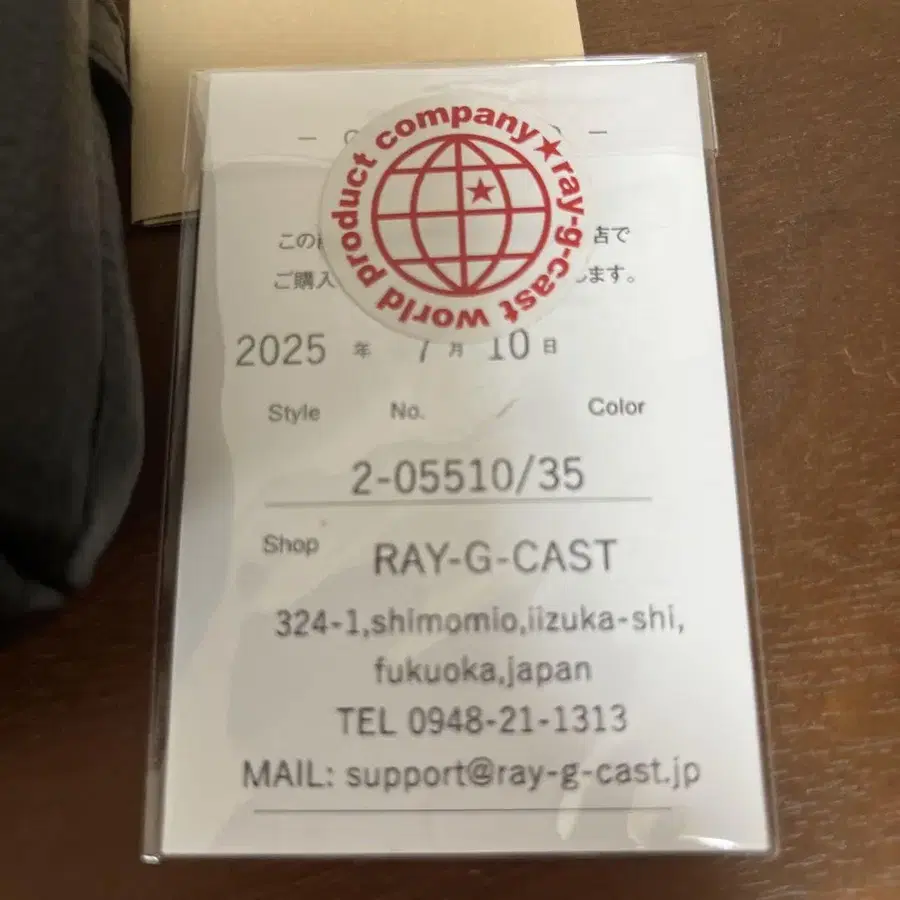 company★ray-g-cast world product
この
店で
ご購入
ます。
2025 年 7 月 10 日
Style No. / Color
2-05510/35
Shop RAY-G-CAST
324-1,shimomio,iizuka-shi,
fukuoka,japan
TEL 0948-21-1313
MAIL: support@ray-g-cast.jp